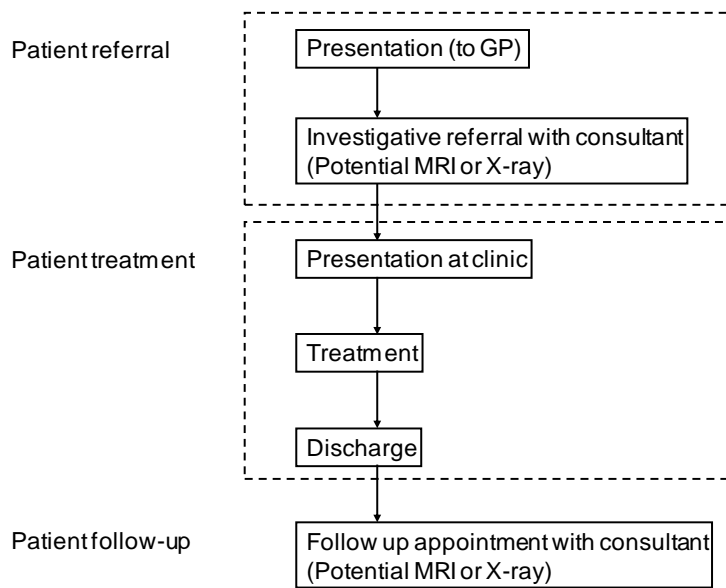 Patient referral
Presentation (to GP)
Investigative referral with consultant
(Potential MRI or X-ray)
Patient treatment
Presentation at clinic
Treatment
Discharge
Patient follow-up
Follow up appointment with consultant
(Potential MRI or X-ray)